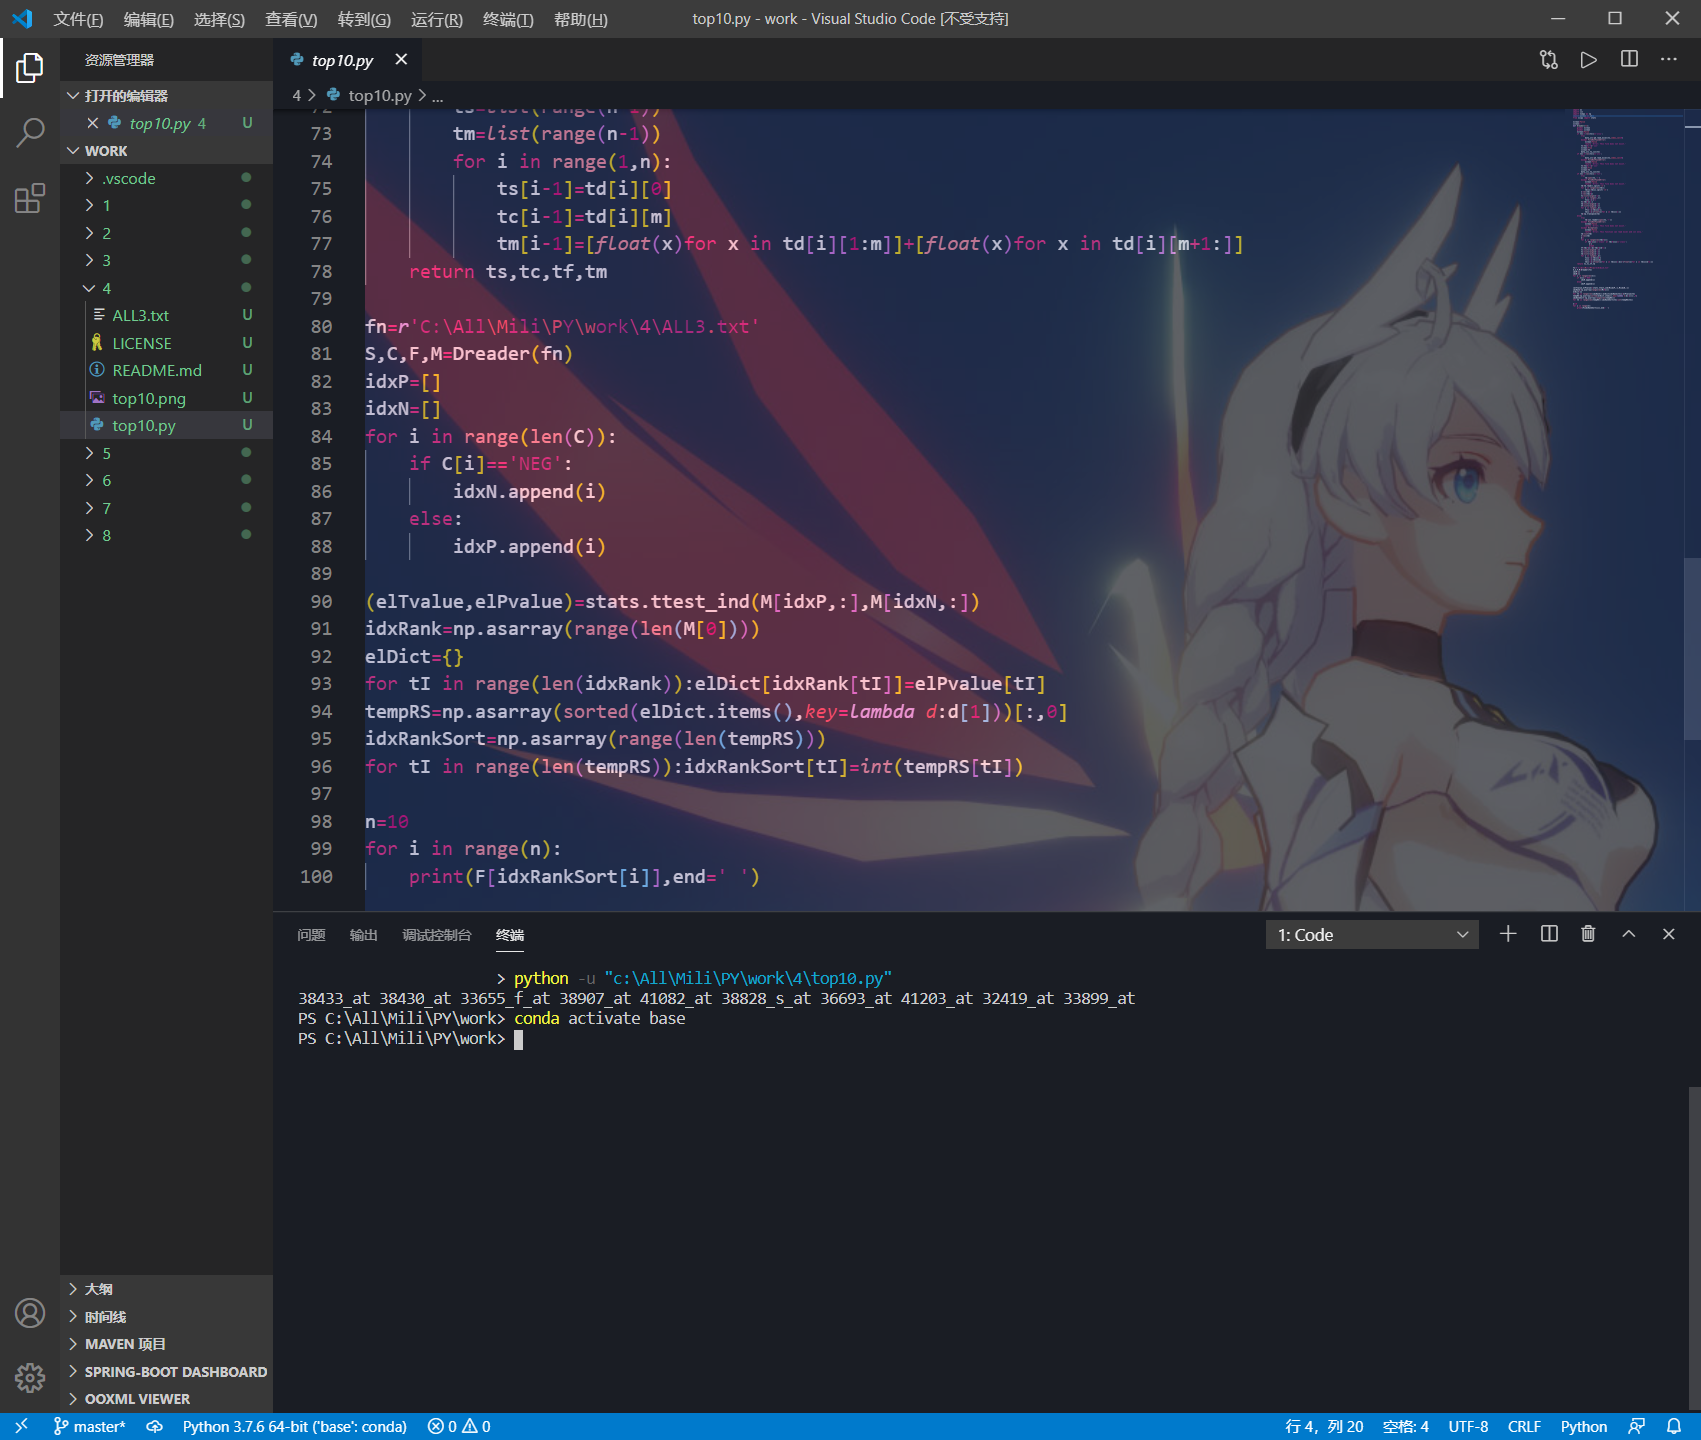 文件(F) 编辑(E) 选择(S) 查看(V) 转到(G) 运行(R) 终端(T) 帮助(H) top10.py - work - Visual Studio Code [不受支持]
资源管理器
打开的编辑器
top10.py 4 U
WORK
.vscode
1
2
3
4
ALL3.txt U
LICENSE U
README.md U
top10.png U
top10.py U
5
6
7
8
大纲
时间线
MAVEN 项目
SPRING-BOOT DASHBOARD
OOXML VIEWER
top10.py
4 > top10.py > ...
72 ts=list(range(n-1))
73 tm=list(range(n-1))
74 for i in range(1,n):
75 ts[i-1]=td[i][0]
76 tc[i-1]=td[i][m]
77 tm[i-1]=[float(x)for x in td[i][1:m]]+[float(x)for x in td[i][m+1:]]
78 return ts,tc,tf,tm
79
80 fn=r'C:\All\Mili\PY\work\4\ALL3.txt'
81 S,C,F,M=Dreader(fn)
82 idxP=[]
83 idxN=[]
84 for i in range(len(C)):
85 if C[i]=='NEG':
86 idxN.append(i)
87 else:
88 idxP.append(i)
89
90 (elTvalue,elPvalue)=stats.ttest_ind(M[idxP,:],M[idxN,:])
91 idxRank=np.asarray(range(len(M[0])))
92 elDict={}
93 for tI in range(len(idxRank)):elDict[idxRank[tI]]=elPvalue[tI]
94 tempRS=np.asarray(sorted(elDict.items(),key=lambda d:d[1]))[:,0]
95 idxRankSort=np.asarray(range(len(tempRS)))
96 for tI in range(len(tempRS)):idxRankSort[tI]=int(tempRS[tI])
97
98 n=10
99 for i in range(n):
100 print(F[idxRankSort[i]],end=' ')
问题 输出 调试控制台 终端 1: Code
> python -u "c:\All\Mili\PY\work\4\top10.py"
38433_at 38430_at 33655_f_at 38907_at 41082_at 38828_s_at 36693_at 41203_at 32419_at 33899_at
PS C:\All\Mili\PY\work> conda activate base
PS C:\All\Mili\PY\work>
master* Python 3.7.6 64-bit ('base': conda) 0 0 行 4，列 20 空格: 4 UTF-8 CRLF Python